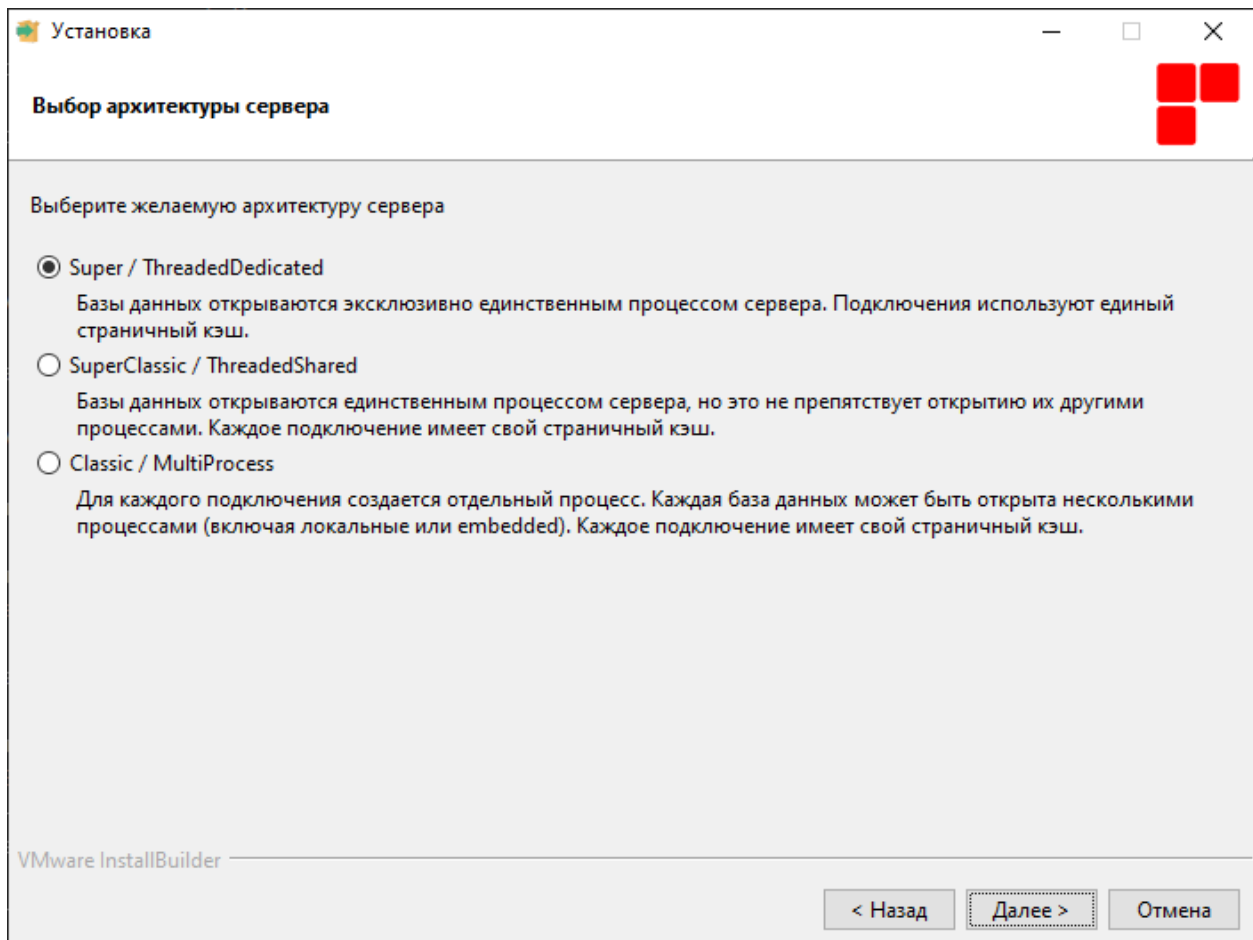 Установка
Выбор архитектуры сервера
Выберите желаемую архитектуру сервера
Super / ThreadedDedicated
Базы данных открываются эксклюзивно единственным процессом сервера. Подключения используют единый
страничный кэш.
SuperClassic / ThreadedShared
Базы данных открываются единственным процессом сервера, но это не препятствует открытию их другими
процессами. Каждое подключение имеет свой страничный кэш.
Classic / MultiProcess
Для каждого подключения создается отдельный процесс. Каждая база данных может быть открыта несколькими
процессами (включая локальные или embedded). Каждое подключение имеет свой страничный кэш.
VMware InstallBuilder
< Назад Далее > Отмена